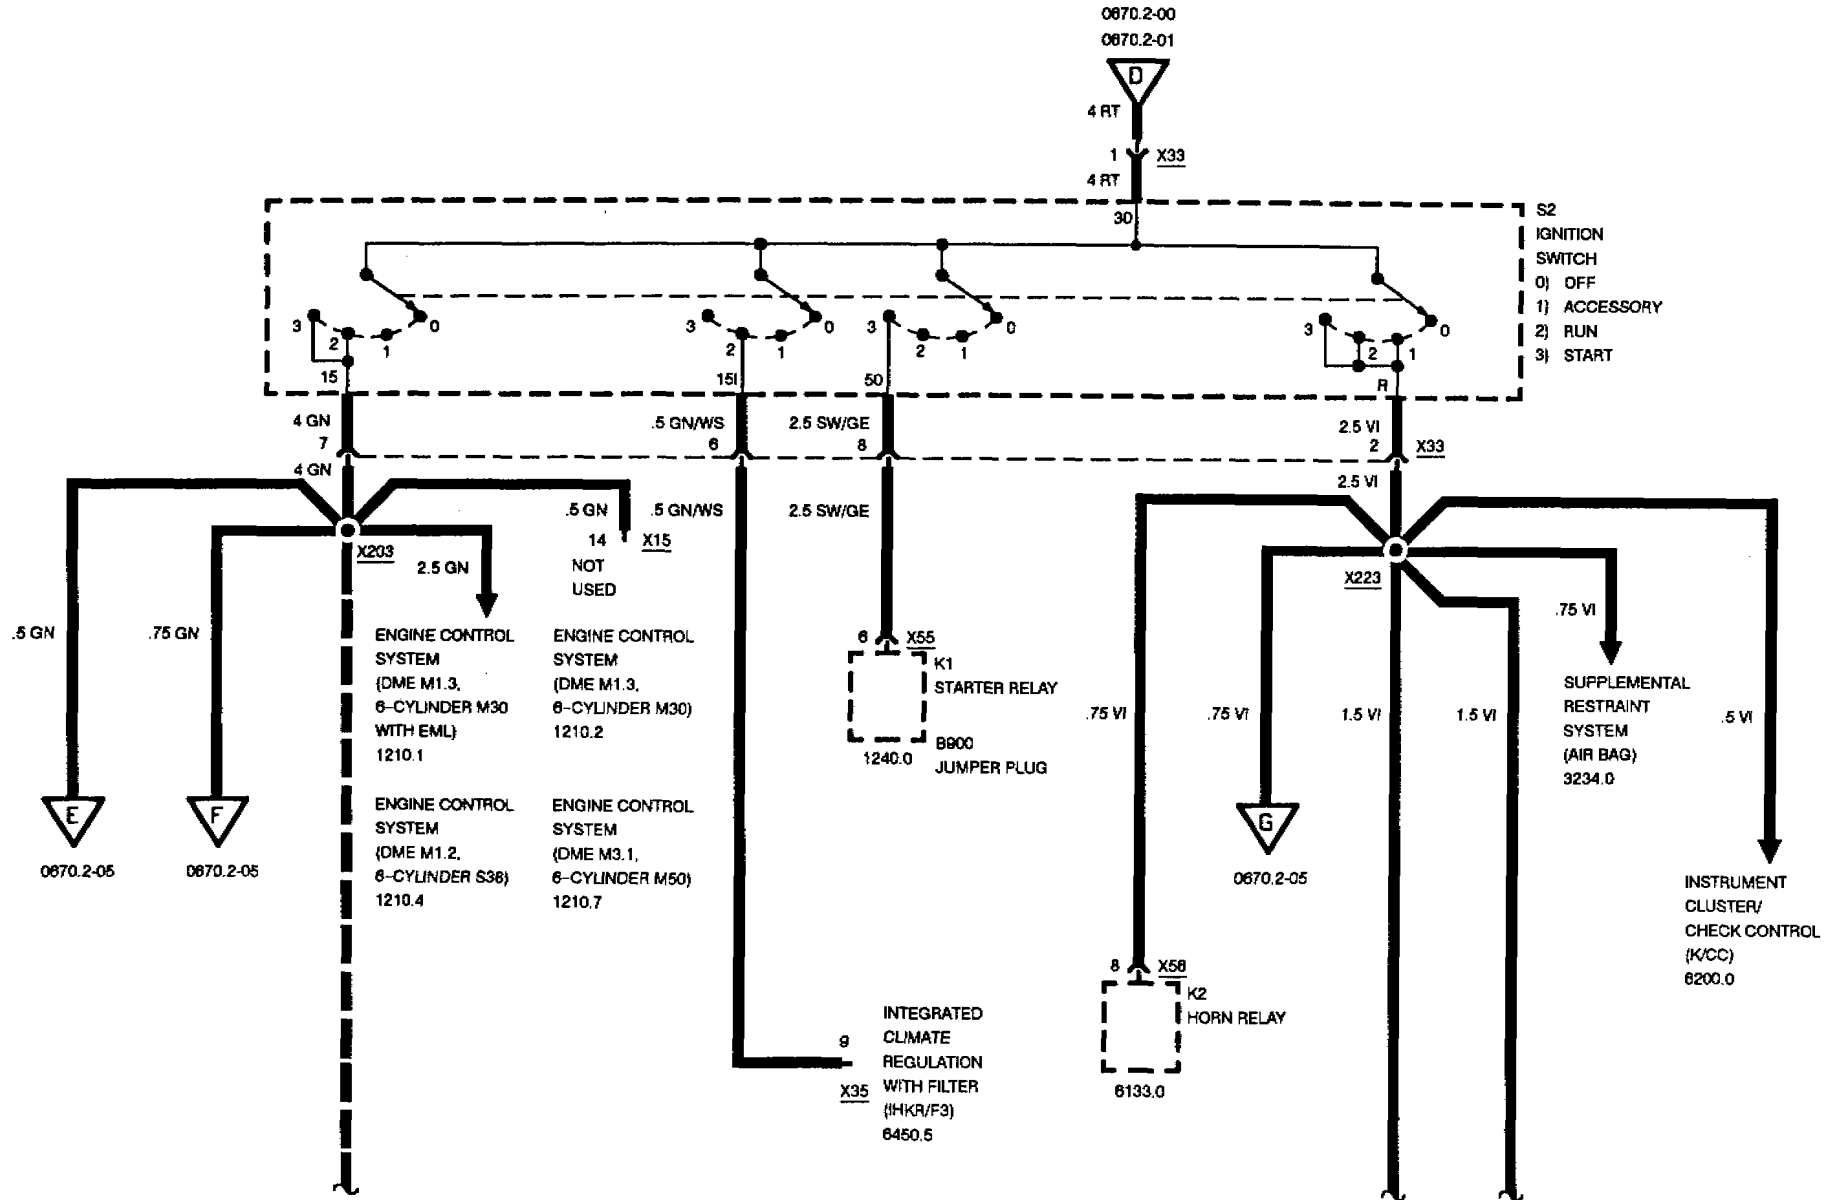 0670.2-00
0670.2-01
D
4 RT
1 X33
4 RT
30
S2
IGNITION
SWITCH
0) OFF
1) ACCESSORY
2) RUN
3) START
3 2 1 0
15
3 2 1 0
15I
3 2 1 0
50
3 2 1 0
R
4 GN
7
.5 GN/WS
6
2.5 SW/GE
8
2.5 VI
2 X33
4 GN
.5 GN
14
NOT
USED
X15
.5 GN/WS
2.5 SW/GE
2.5 VI
X203
2.5 GN
X223
.5 GN
.75 GN
ENGINE CONTROL
SYSTEM
(DME M1.3,
6-CYLINDER M30
WITH EML)
1210.1
ENGINE CONTROL
SYSTEM
(DME M1.3,
6-CYLINDER M30)
1210.2
6 X55
K1
STARTER RELAY
B900
JUMPER PLUG
1240.0
.75 VI
.75 VI
1.5 VI
1.5 VI
.75 VI
SUPPLEMENTAL
RESTRAINT
SYSTEM
(AIR BAG)
3234.0
.5 VI
E
0670.2-05
F
0670.2-05
ENGINE CONTROL
SYSTEM
(DME M1.2,
6-CYLINDER S38)
1210.4
ENGINE CONTROL
SYSTEM
(DME M3.1,
6-CYLINDER M50)
1210.7
G
0670.2-05
INSTRUMENT
CLUSTER/
CHECK CONTROL
(K/CC)
6200.0
8 X56
K2
HORN RELAY
6133.0
9
X35
INTEGRATED
CLIMATE
REGULATION
WITH FILTER
(IHKR/F3)
6450.5